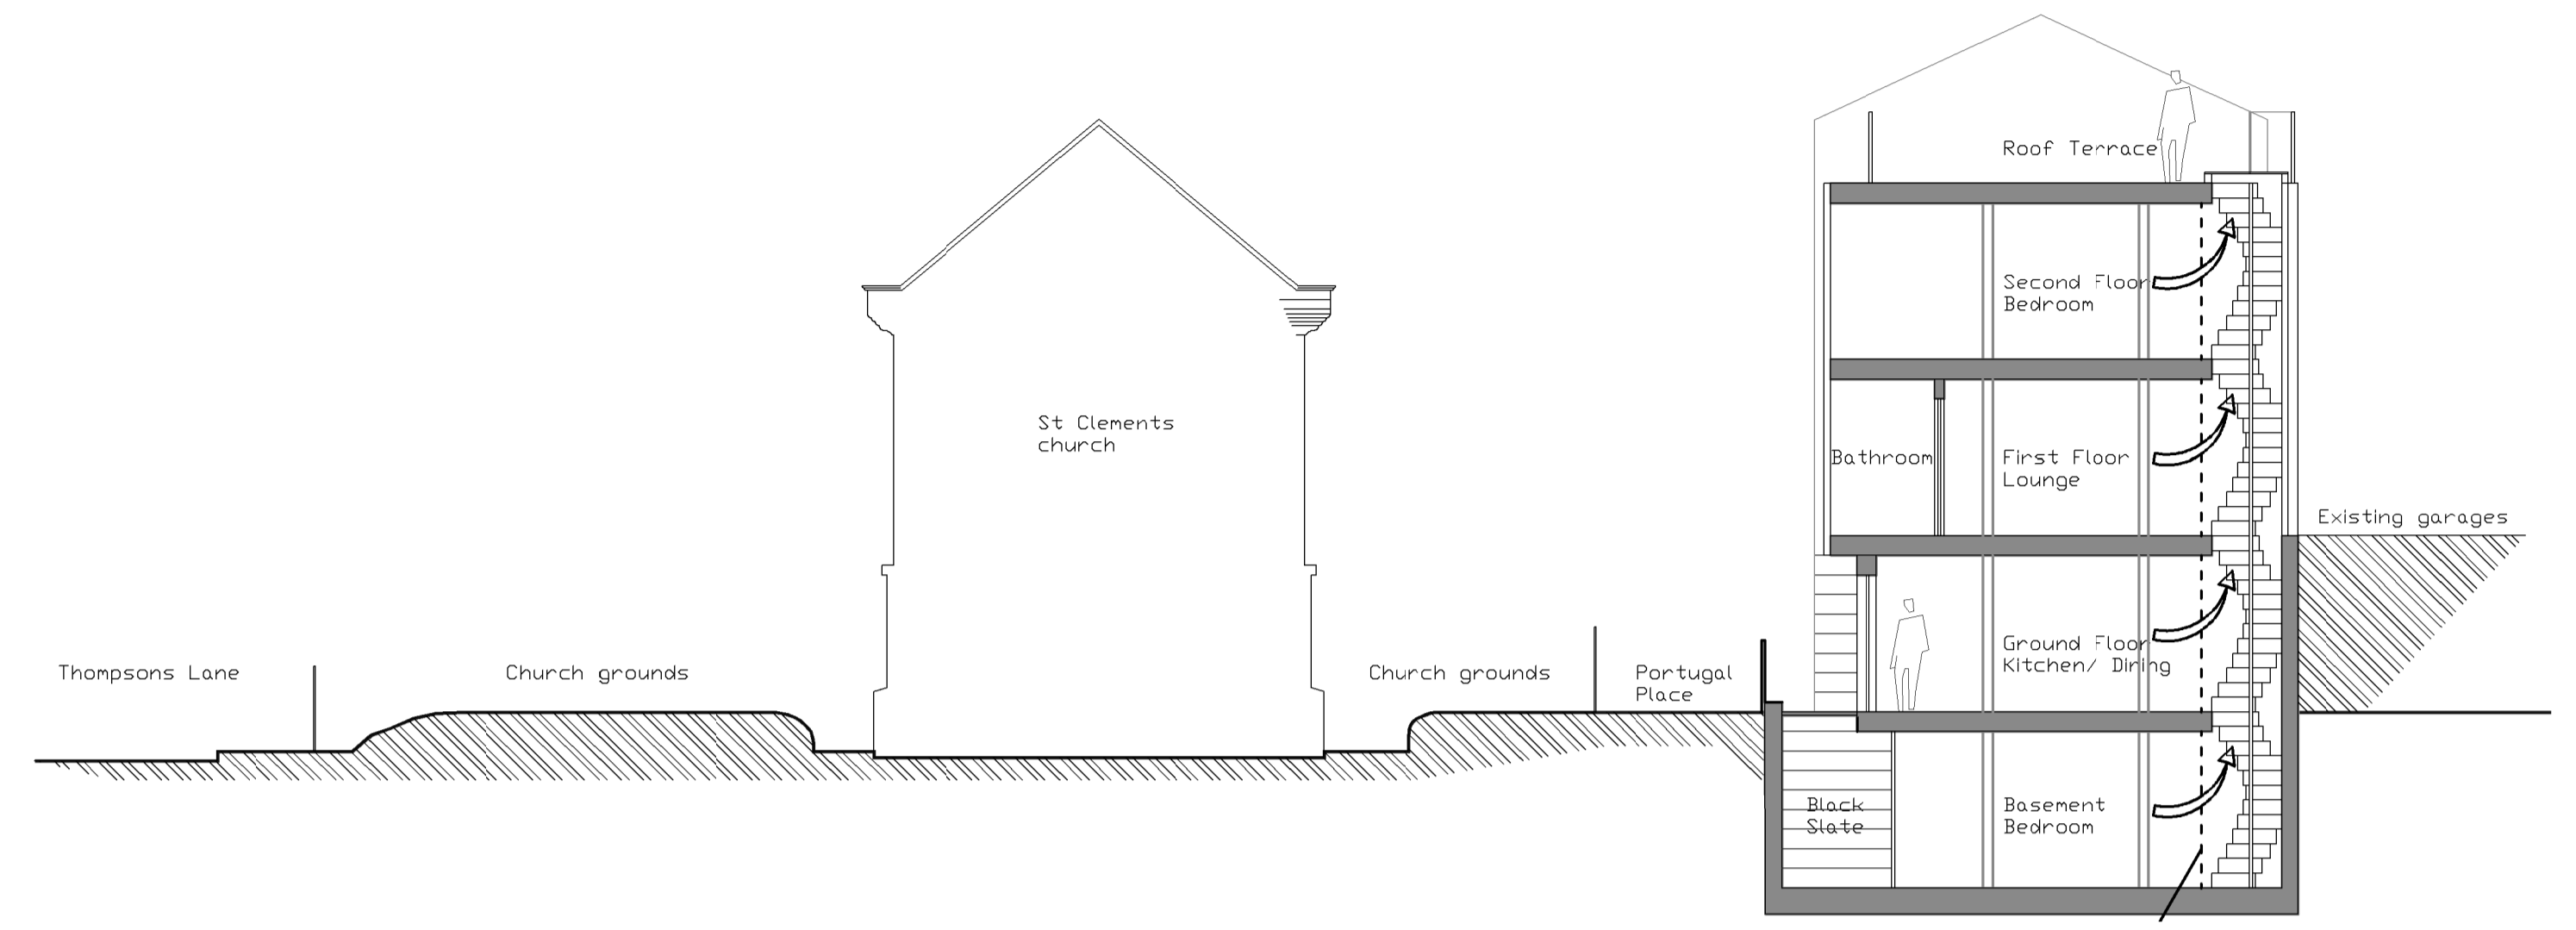 Roof Terrace
Second Floor
Bedroom
St Clements
church
Bathroom
First Floor
Lounge
Existing garages
Thompsons Lane
Church grounds
Church grounds
Portugal
Place
Ground Floor
Kitchen/ Dining
Black
Slate
Basement
Bedroom